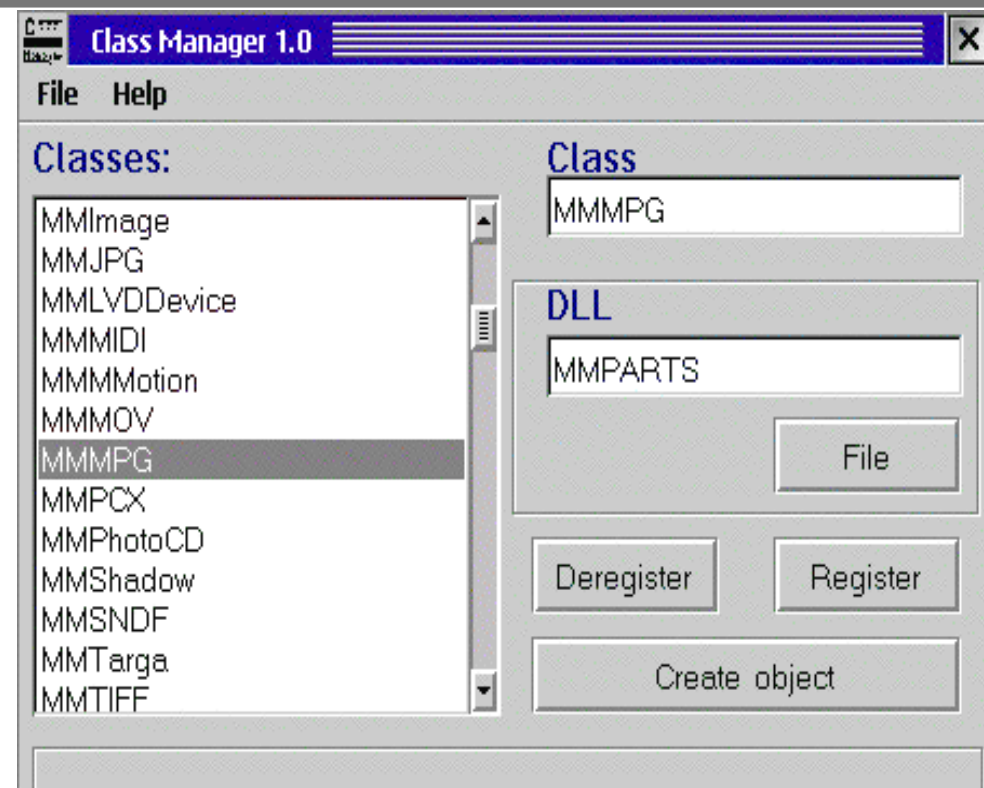 Class Manager 1.0
File Help
Classes:
MMImage
MMJPG
MMLVDDevice
MMMIDI
MMMMotion
MMMOV
MMMPG
MMPCX
MMPhotoCD
MMShadow
MMSNDF
MMTarga
MMTIFF
Class
MMMPG
DLL
MMPARTS
File
Deregister
Register
Create object